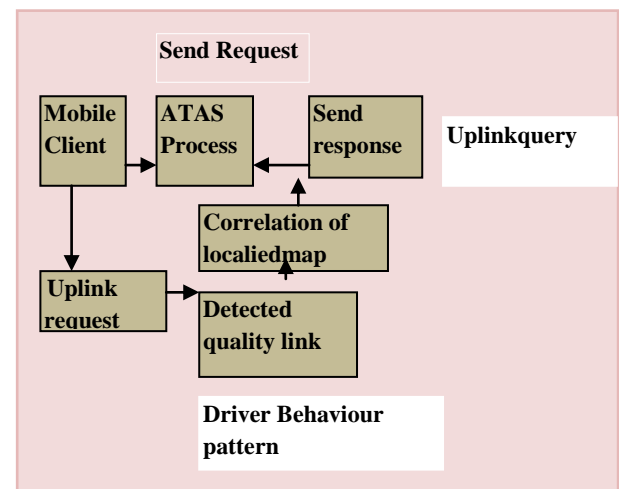 Send Request
Mobile
Client
ATAS
Process
Send
response
Uplinkquery
Correlation of
localiedmap
Uplink
request
Detected
quality link
Driver Behaviour
pattern